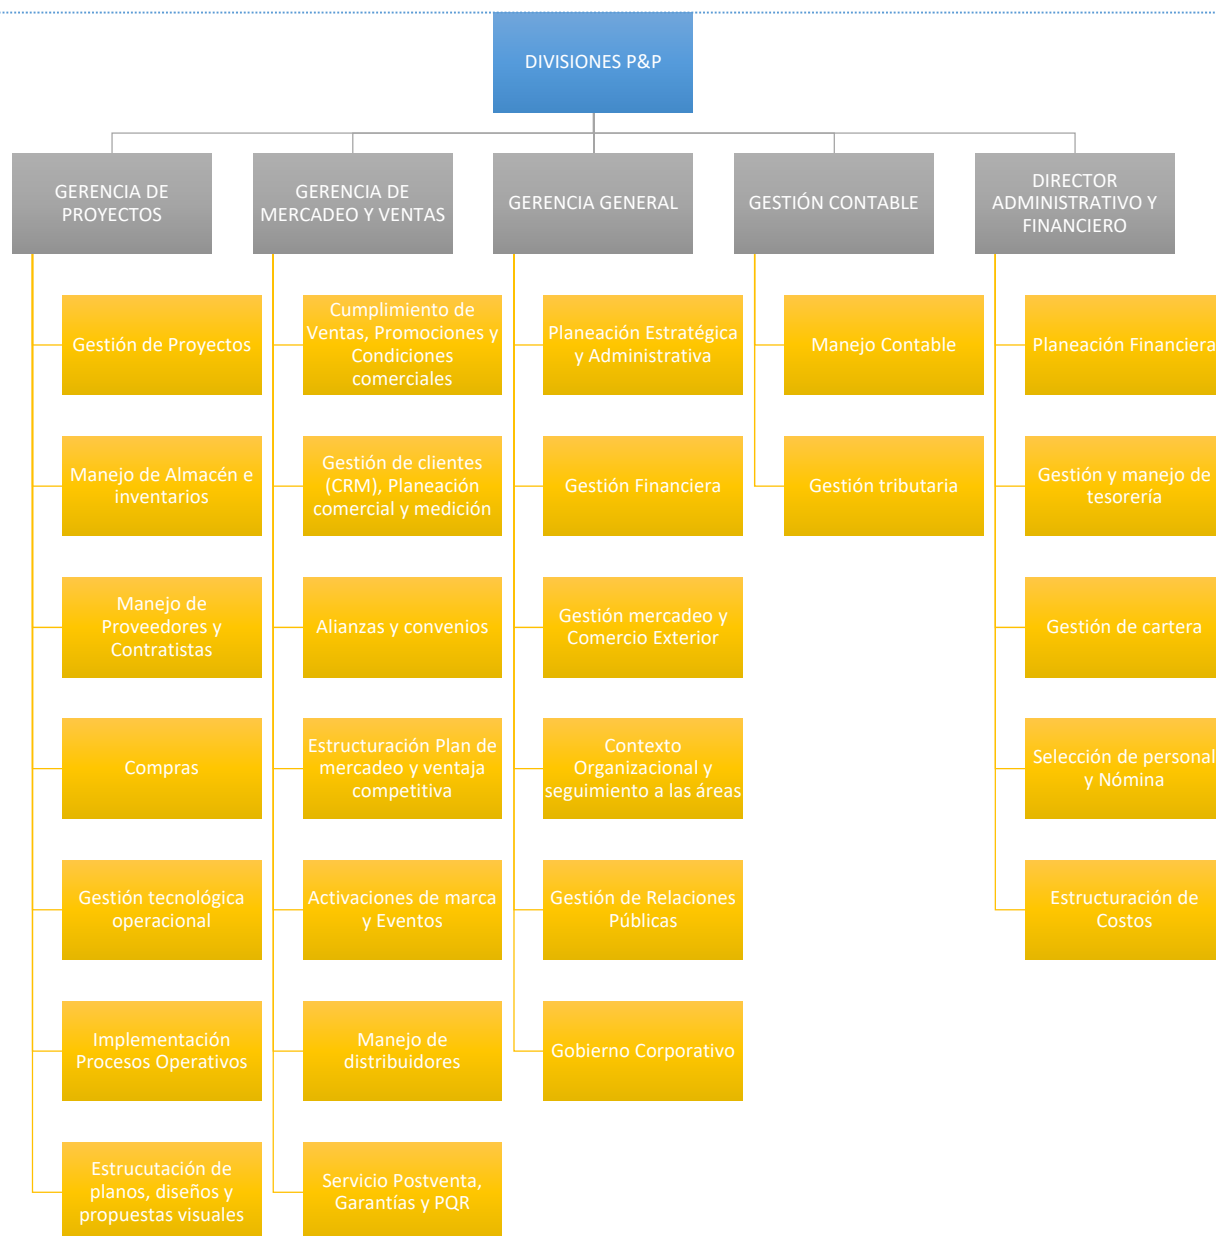 DIVISIONES P&P
GERENCIA DE
PROYECTOS
GERENCIA DE
MERCADEO Y VENTAS
GERENCIA GENERAL
GESTIÓN CONTABLE
DIRECTOR
ADMINISTRATIVO Y
FINANCIERO
Gestión de Proyectos
Manejo de Almacén e
inventarios
Manejo de
Proveedores y
Contratistas
Compras
Gestión tecnológica
operacional
Implementación
Procesos Operativos
Estrucutación de
planos, diseños y
propuestas visuales
Cumplimiento de
Ventas, Promociones y
Condiciones
comerciales
Gestión de clientes
(CRM), Planeación
comercial y medición
Alianzas y convenios
Estructuración Plan de
mercadeo y ventaja
competitiva
Activaciones de marca
y Eventos
Manejo de
distribuidores
Servicio Postventa,
Garantías y PQR
Planeación Estratégica
y Administrativa
Gestión Financiera
Gestión mercadeo y
Comercio Exterior
Contexto
Organizacional y
seguimiento a las áreas
Gestión de Relaciones
Públicas
Gobierno Corporativo
Manejo Contable
Gestión tributaria
Planeación Financiera
Gestión y manejo de
tesorería
Gestión de cartera
Selección de personal
y Nómina
Estructuración de
Costos